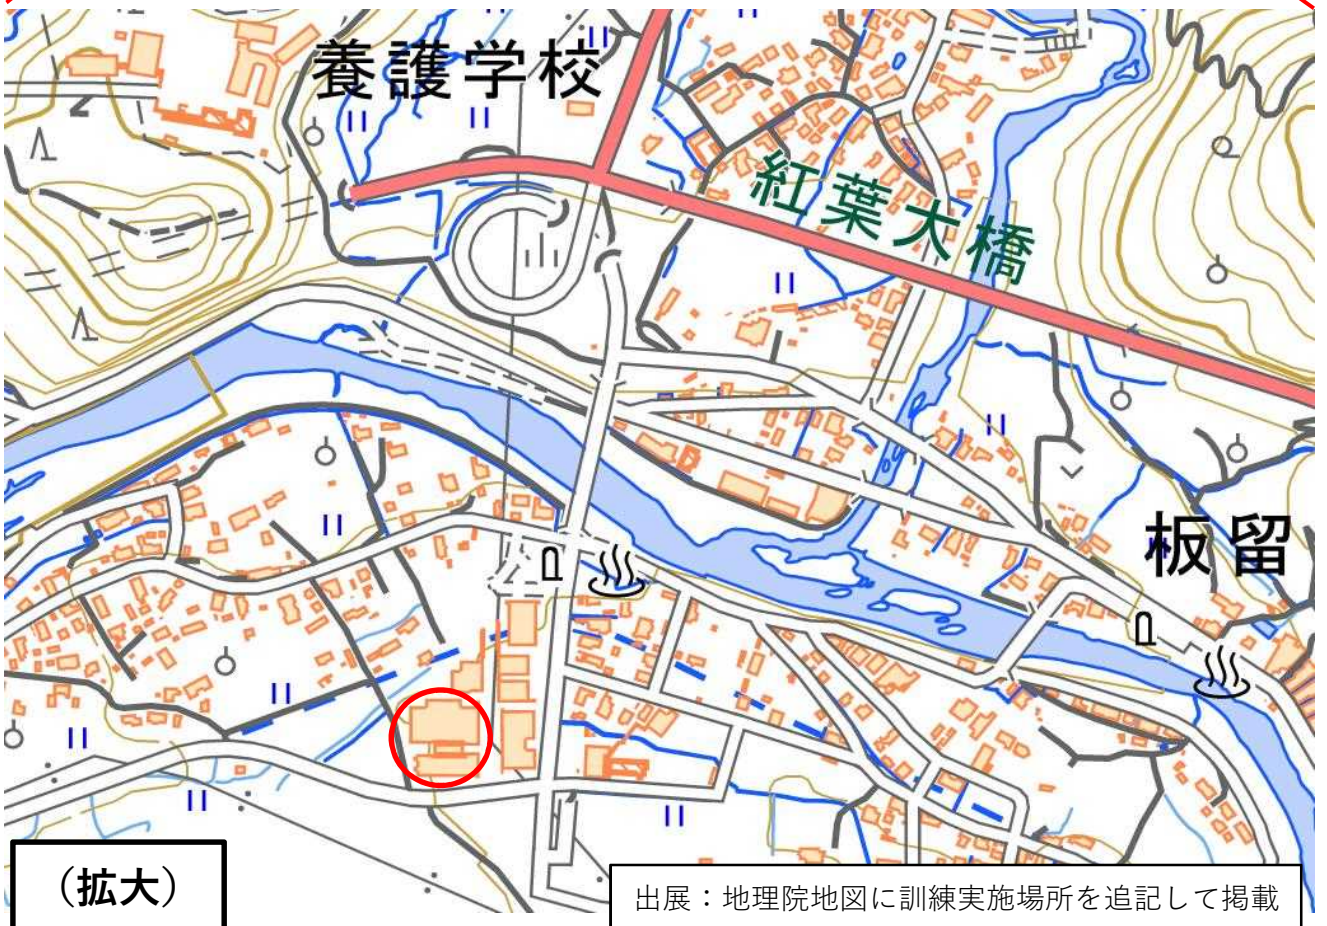 養護学校
紅葉大橋
板留
（拡大）
出展：地理院地図に訓練実施場所を追記して掲載